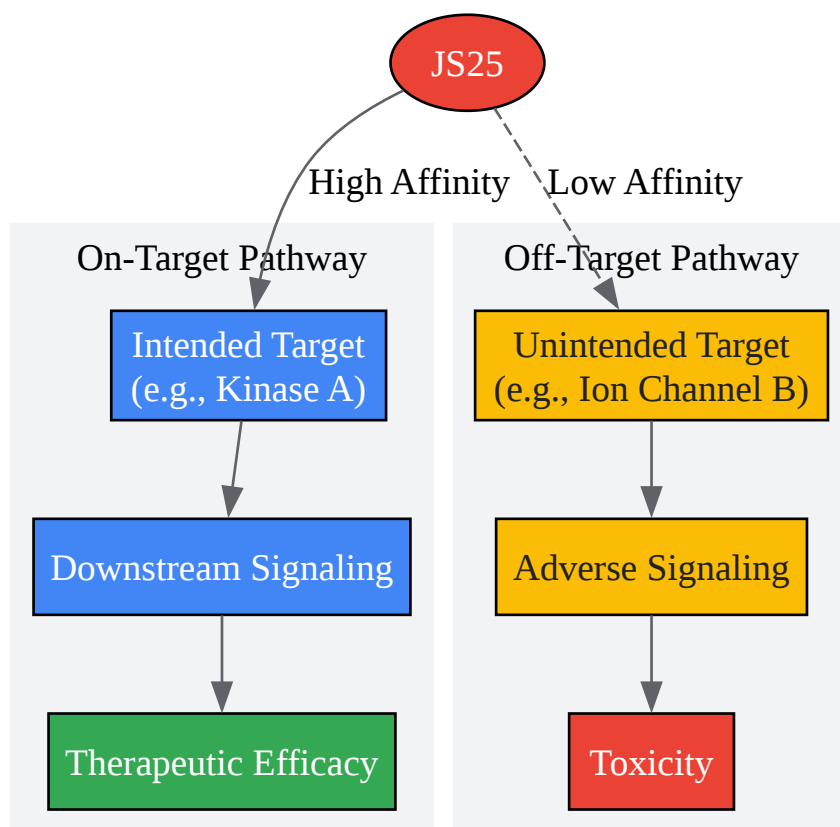 JS25
High Affinity
Low Affinity
On-Target Pathway
Off-Target Pathway
Intended Target
(e.g., Kinase A)
Unintended Target
(e.g., Ion Channel B)
Downstream Signaling
Adverse Signaling
Therapeutic Efficacy
Toxicity